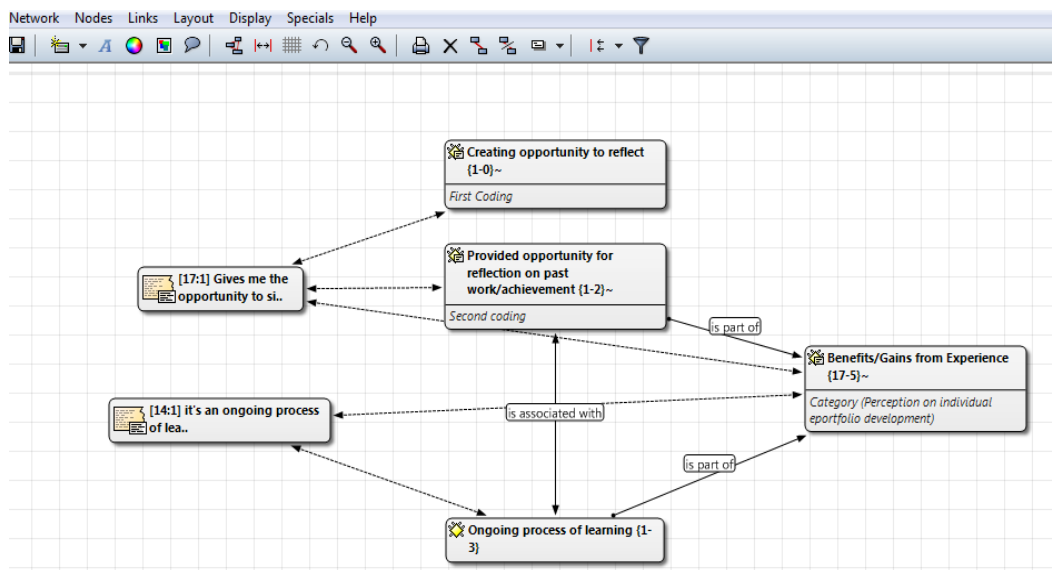 Network Nodes Links Layout Display Specials Help
Creating opportunity to reflect
{1-0}~
First Coding
Provided opportunity for
reflection on past
work/achievement {1-2}~
Second coding
[17:1] Gives me the
opportunity to si..
is part of
Benefits/Gains from Experience
{17-5}~
Category (Perception on individual
eportfolio development)
[14:1] it's an ongoing process
of lea..
is associated with
is part of
Ongoing process of learning {1-
3}